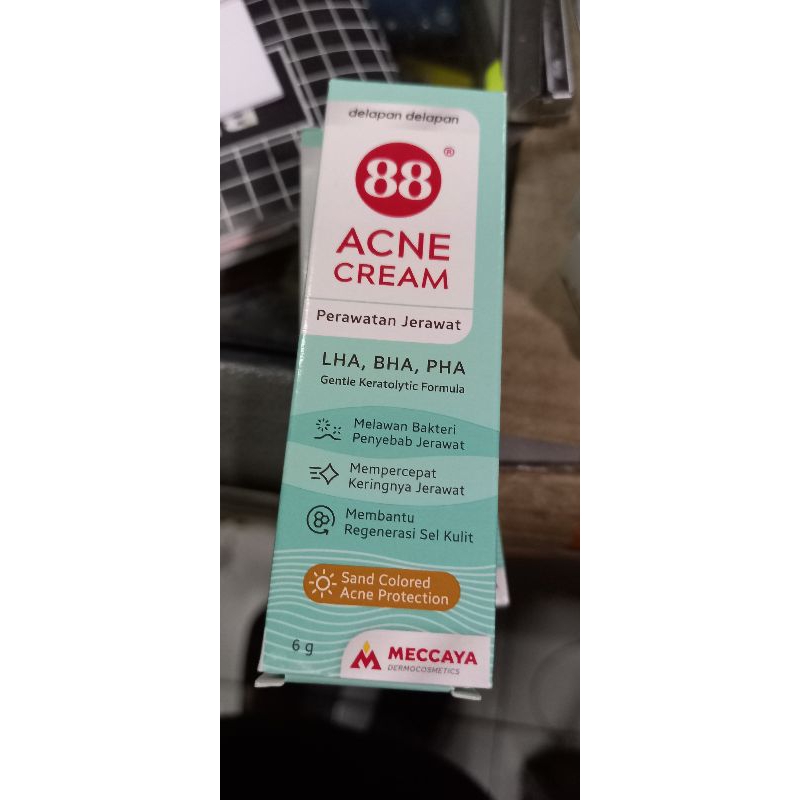 delapan delapan
88®
ACNE
CREAM
Perawatan Jerawat
LHA, BHA, PHA
Gentle Keratolytic Formula
Melawan Bakteri
Penyebab Jerawat
Mempercepat
Keringnya Jerawat
Membantu
Regenerasi Sel Kulit
Sand Colored
Acne Protection
6 g
MECCAYA
DERMOCOSMETICS